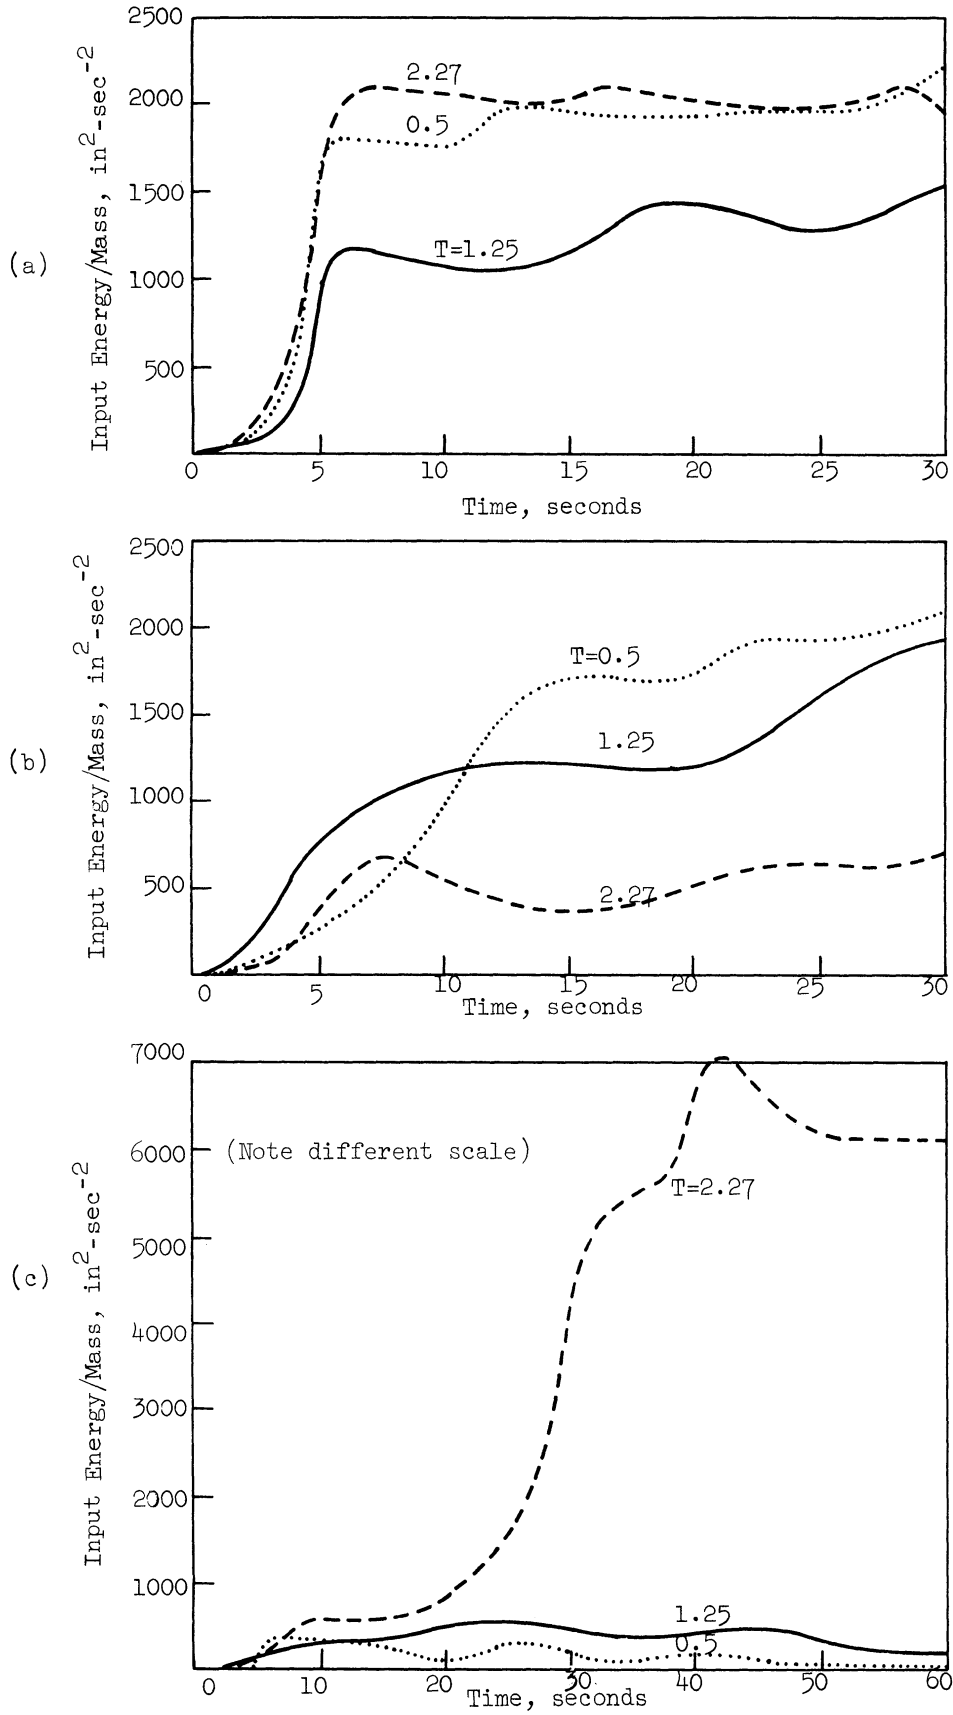 (a)
Input Energy/Mass, in2-sec-2
2500
2000
1500
1000
500
2.27
0.5
T=1.25
0 5 10 15 20 25 30
Time, seconds
(b)
Input Energy/Mass, in2-sec-2
2500
2000
1500
1000
500
T=0.5
1.25
2.27
0 5 10 15 20 25 30
Time, seconds
(c)
Input Energy/Mass, in2-sec-2
7000
6000
5000
4000
3000
2000
1000
(Note different scale)
T=2.27
1.25
0.5
0 10 20 30 40 50 60
Time, seconds